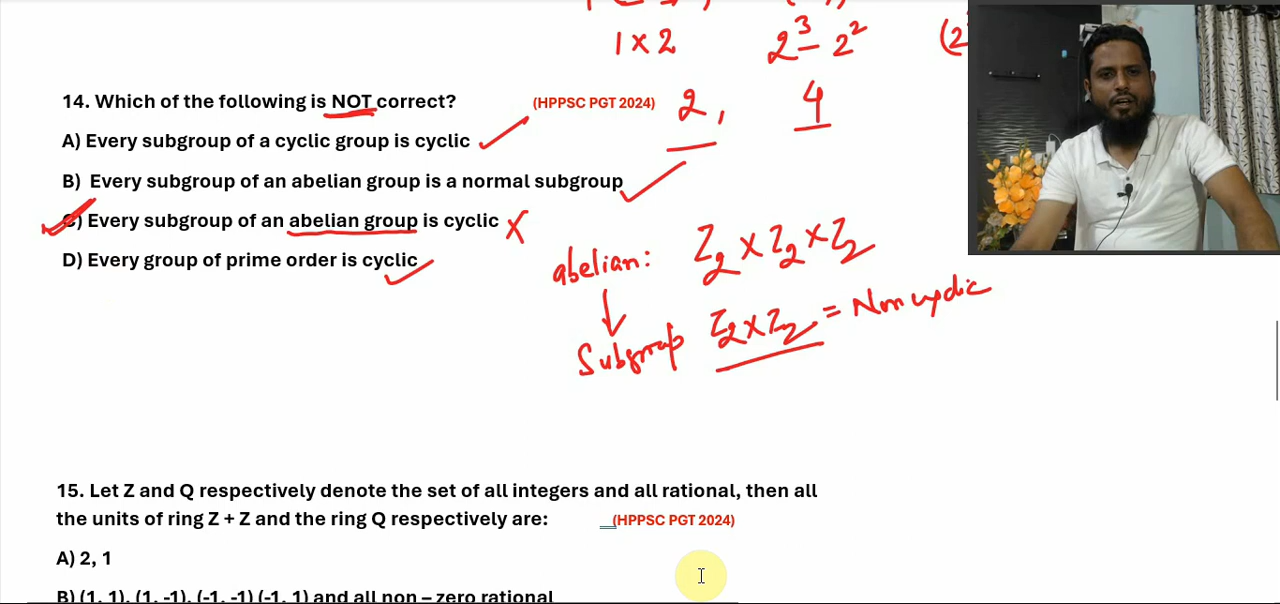 1 × 2 2³ - 2² (2
14. Which of the following is NOT correct? (HPPSC PGT 2024) 2, 4
A) Every subgroup of a cyclic group is cyclic
B) Every subgroup of an abelian group is a normal subgroup
C) Every subgroup of an abelian group is cyclic
D) Every group of prime order is cyclic
abelian: Z₂ × Z₂ × Z₂
Subgroup Z₂ × Z₂ = Non cyclic
15. Let Z and Q respectively denote the set of all integers and all rational, then all
the units of ring Z + Z and the ring Q respectively are: (HPPSC PGT 2024)
A) 2, 1
B) (1, 1), (1, -1), (-1, -1) (-1, 1) and all non – zero rational